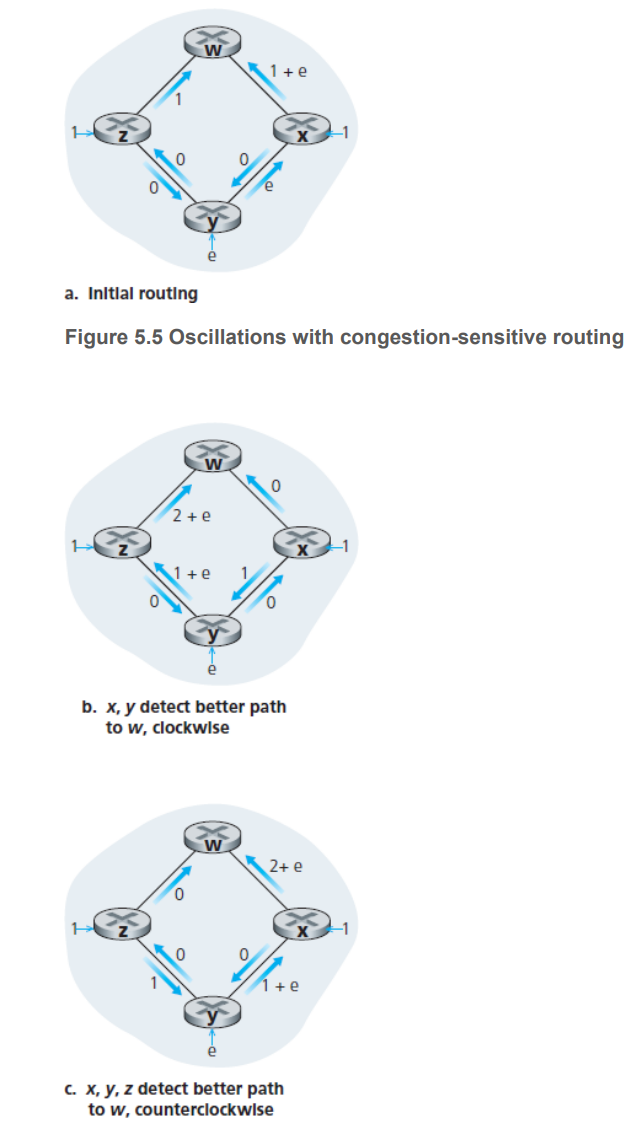 w
1 + e
1
1
z
x
1
0
0
0
e
y
e
a. Initial routing
Figure 5.5 Oscillations with congestion-sensitive routing
w
0
2 + e
1
z
x
1
1 + e
1
0
0
y
e
b. x, y detect better path
to w, clockwise
w
2+ e
0
1
z
x
1
0
0
1
1 + e
y
e
c. x, y, z detect better path
to w, counterclockwise